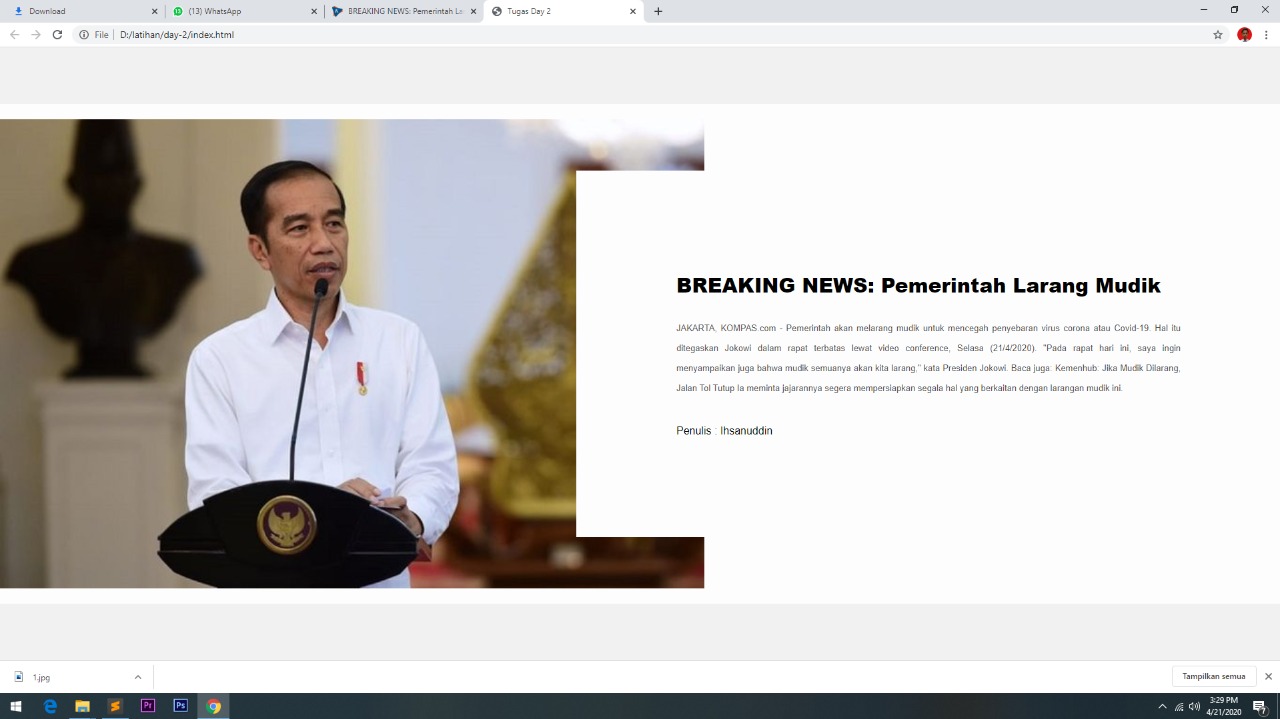 Download
(13) WhatsApp
BREAKING NEWS: Pemerintah La
Tugas Day 2
File | D:/latihan/day-2/index.html
BREAKING NEWS: Pemerintah Larang Mudik
JAKARTA, KOMPAS.com - Pemerintah akan melarang mudik untuk mencegah penyebaran virus corona atau Covid-19. Hal itu
ditegaskan Jokowi dalam rapat terbatas lewat video conference, Selasa (21/4/2020). "Pada rapat hari ini, saya ingin
menyampaikan juga bahwa mudik semuanya akan kita larang," kata Presiden Jokowi. Baca juga: Kemenhub: Jika Mudik Dilarang,
Jalan Tol Tutup Ia meminta jajarannya segera mempersiapkan segala hal yang berkaitan dengan larangan mudik ini.
Penulis : Ihsanuddin
1.jpg
Tampilkan semua
Pr
Ps
3:29 PM
4/21/2020
7